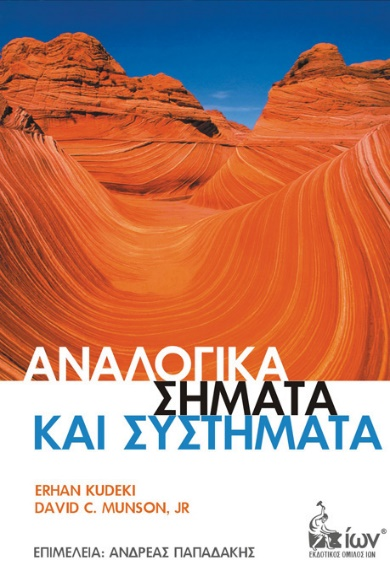 ΑΝΑΛΟΓΙΚΑ
ΣΗΜΑΤΑ
ΚΑΙ ΣΥΣΤΗΜΑΤΑ
ERHAN KUDEKI
DAVID C. MUNSON, JR
ίων
ΕΚΔΟΤΙΚΟΣ ΟΜΙΛΟΣ ΙΩΝ
ΕΠΙΜΕΛΕΙΑ: ΑΝΔΡΕΑΣ ΠΑΠΑΔΑΚΗΣ